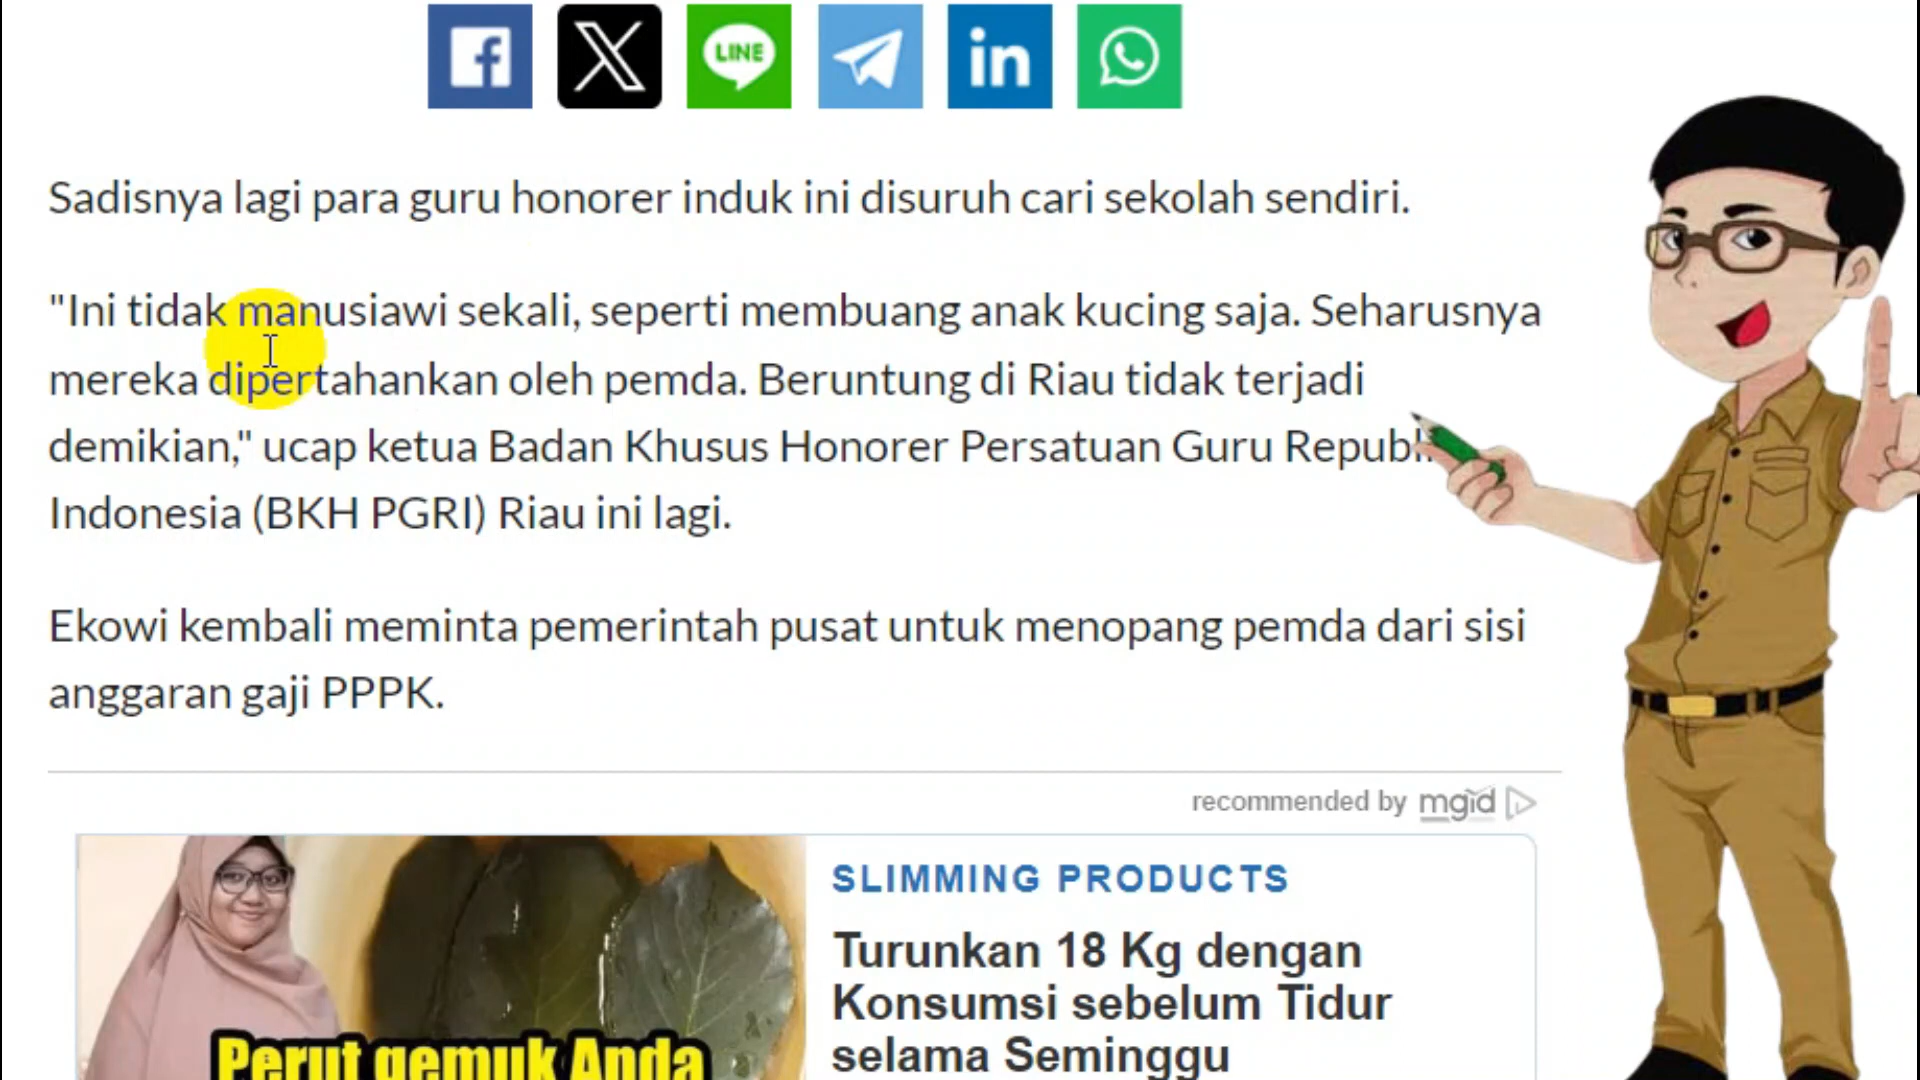 LINE
in
Sadisnya lagi para guru honorer induk ini disuruh cari sekolah sendiri.
"Ini tidak manusiawi sekali, seperti membuang anak kucing saja. Seharusnya
mereka dipertahankan oleh pemda. Beruntung di Riau tidak terjadi
demikian," ucap ketua Badan Khusus Honorer Persatuan Guru
Indonesia (BKH PGRI) Riau ini lagi.
Ekowi kembali meminta pemerintah pusat untuk menopang pemda dari sisi
anggaran gaji PPPK.
recommended by mgid
SLIMMING PRODUCTS
Turunkan 18 Kg dengan
Konsumsi sebelum Tidur
selama Seminggu
Perut gemuk Anda